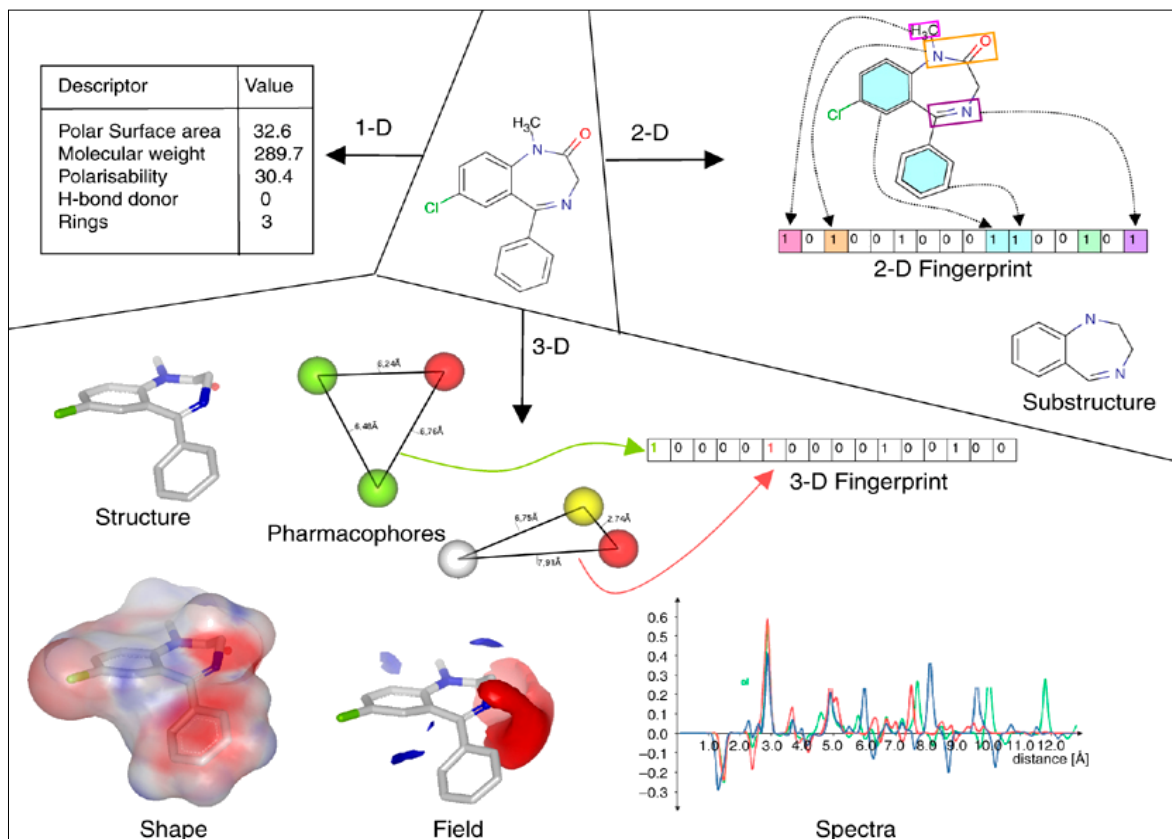 Descriptor Value
Polar Surface area 32.6
Molecular weight 289.7
Polarisability 30.4
H-bond donor 0
Rings 3
1-D
H₃C
N
O
N
Cl
2-D
H₃C
N
O
N
Cl
1 0 1 0 0 1 0 0 0 1 1 0 0 1 0 1
2-D Fingerprint
3-D
N
N
Substructure
Structure
6,24Å
6,48Å
6,76Å
Pharmacophores
1 0 0 0 0 1 0 0 0 0 1 0 0 1 0 0
3-D Fingerprint
6,75Å
2.74Å
7,93Å
Shape
Field
0.6
0.5
0.4
0.3
0.2
0.1
0.0
−0.1
−0.2
−0.3
1.0 2.0 3.0 4.0 5.0 6.0 7.0 8.0 9.0 10.0 11.0 12.0
distance [Å]
Spectra